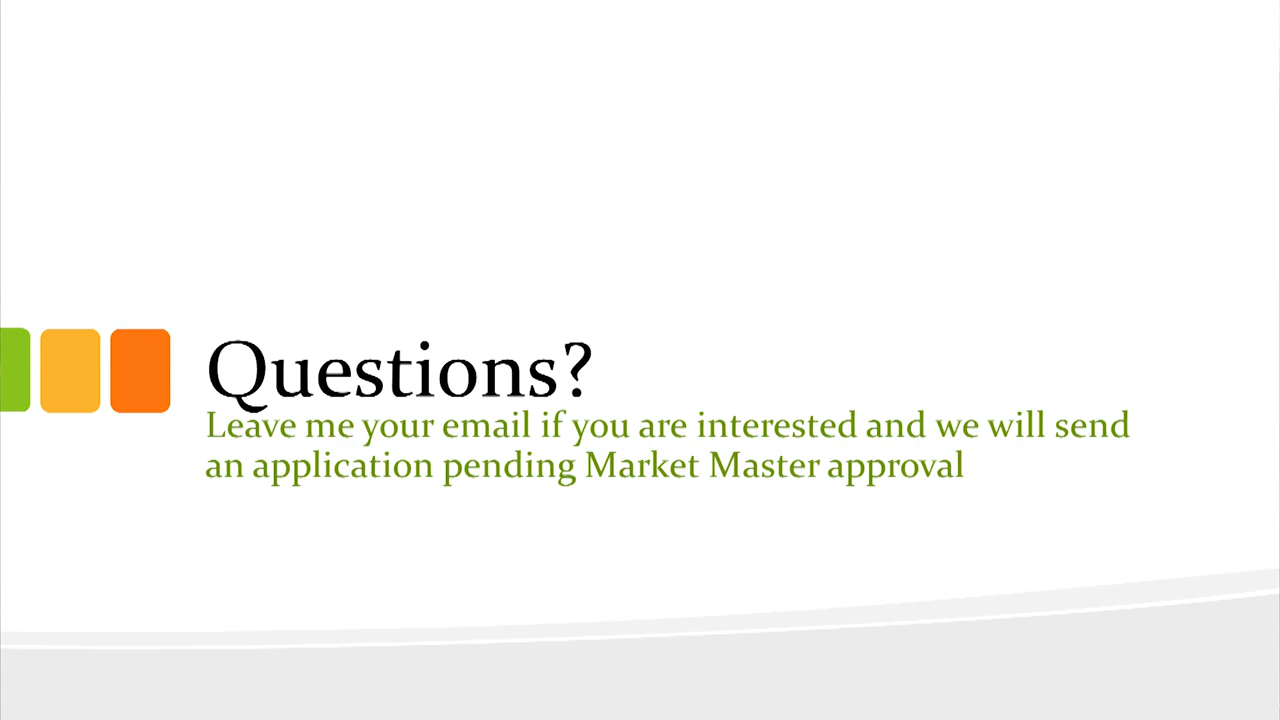 Questions?
Leave me your email if you are interested and we will send
an application pending Market Master approval